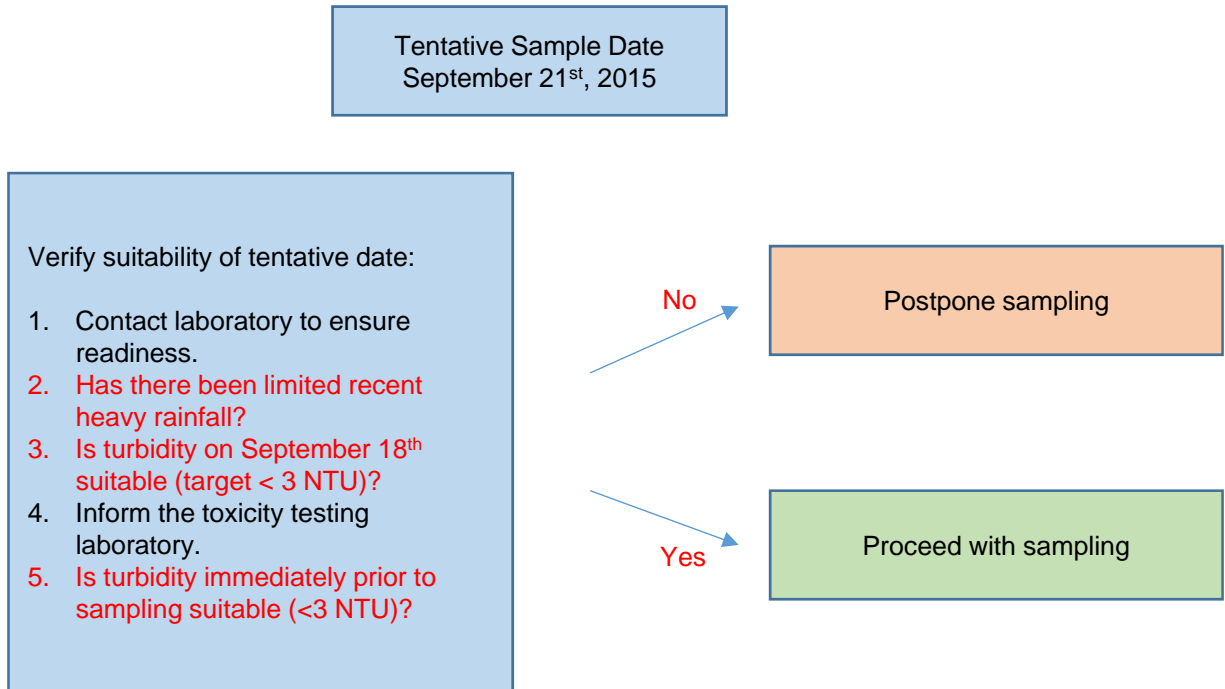 Tentative Sample Date
September 21st, 2015
Verify suitability of tentative date:
1. Contact laboratory to ensure
readiness.
2. Has there been limited recent
heavy rainfall?
3. Is turbidity on September 18th
suitable (target < 3 NTU)?
4. Inform the toxicity testing
laboratory.
5. Is turbidity immediately prior to
sampling suitable (<3 NTU)?
No
Postpone sampling
Yes
Proceed with sampling